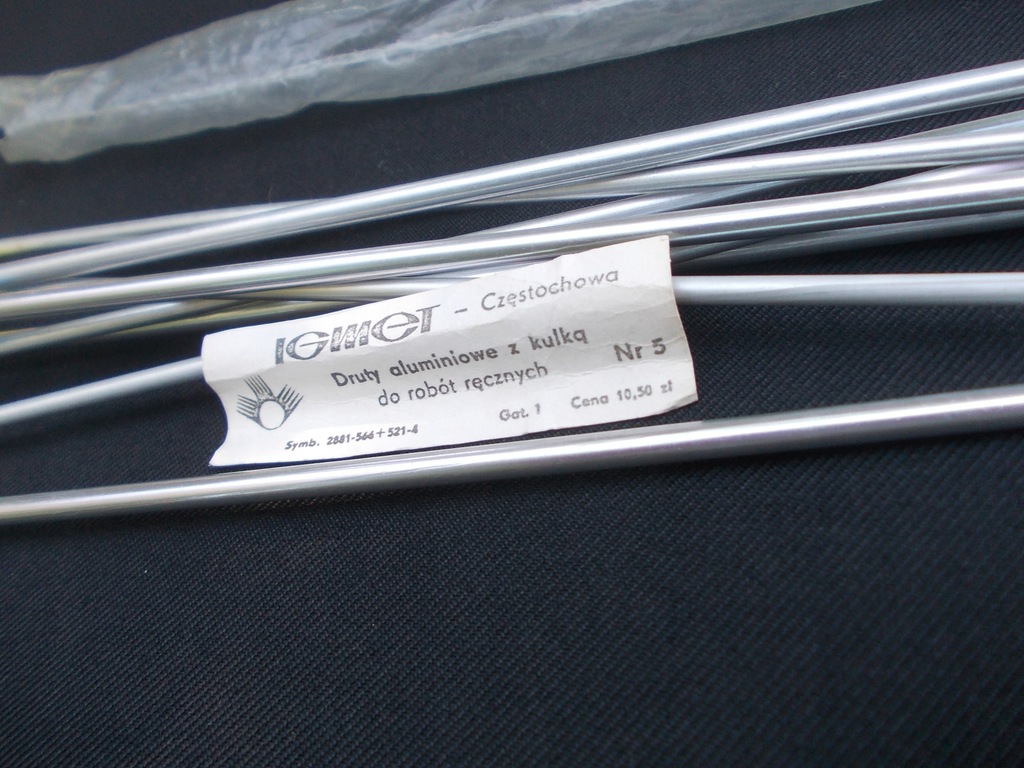 IGMET – Częstochowa
Druty aluminiowe z kulką
do robót ręcznych
Nr 5
Gat. 1 Cena 10,50 zł
Symb. 2881-566+521-4